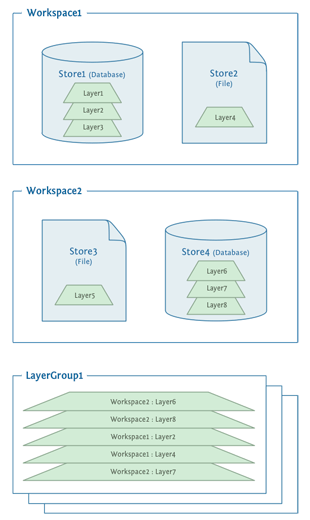 Workspace1
Store1 (Database)
Layer1
Layer2
Layer3
Store2
(File)
Layer4
Workspace2
Store3
(File)
Layer5
Store4 (Database)
Layer6
Layer7
Layer8
LayerGroup1
Workspace2 : Layer6
Workspace2 : Layer8
Workspace1 : Layer2
Workspace1 : Layer4
Workspace2 : Layer7